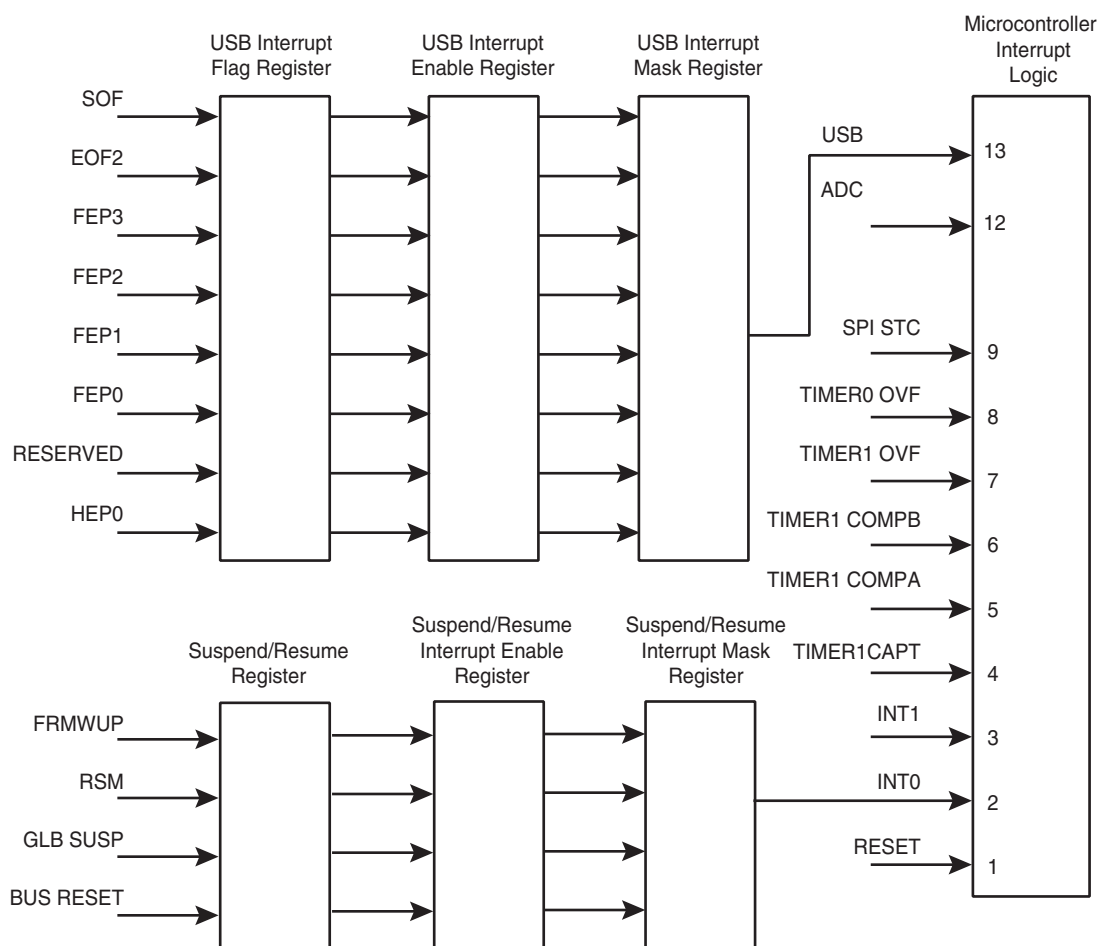 USB Interrupt
Flag Register
USB Interrupt
Enable Register
USB Interrupt
Mask Register
Microcontroller
Interrupt
Logic
SOF
EOF2
FEP3
FEP2
FEP1
FEP0
RESERVED
HEP0
USB
13
ADC
12
SPI STC
9
TIMER0 OVF
8
TIMER1 OVF
7
TIMER1 COMPB
6
TIMER1 COMPA
5
TIMER1CAPT
4
INT1
3
INT0
2
RESET
1
Suspend/Resume
Register
Suspend/Resume
Interrupt Enable
Register
Suspend/Resume
Interrupt Mask
Register
FRMWUP
RSM
GLB SUSP
BUS RESET